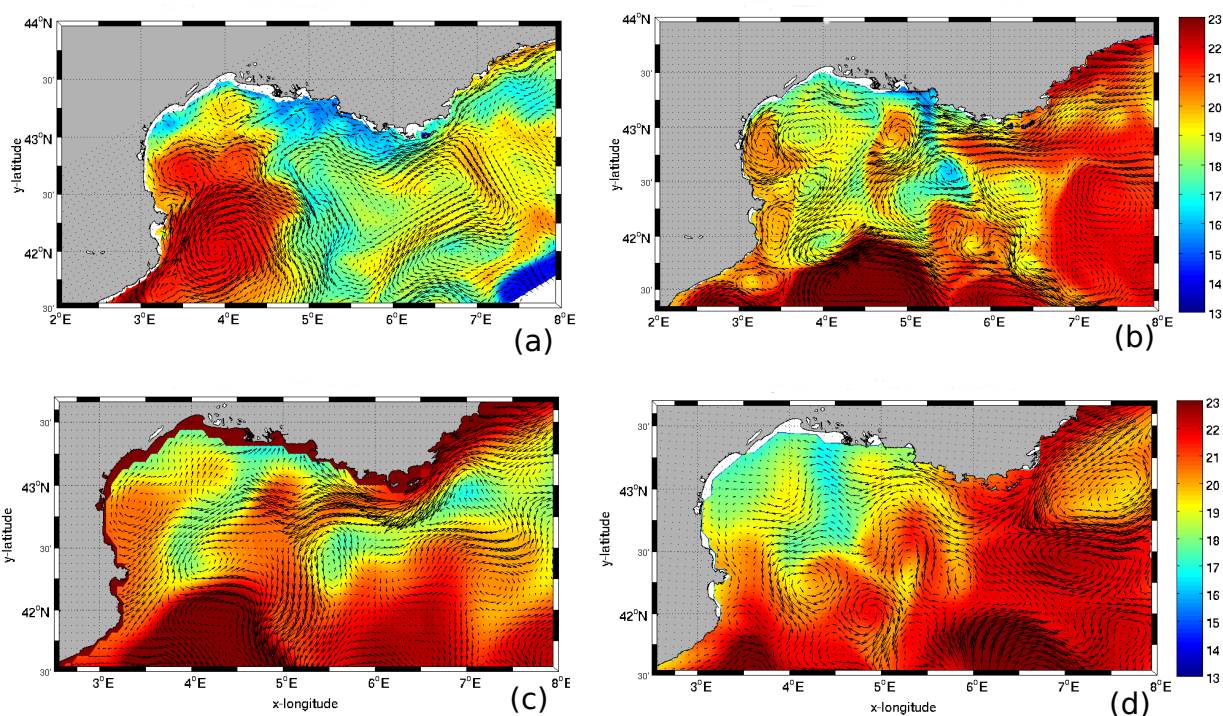 44°N
30'
43°N
30'
42°N
30'
y-latitude
2°E 3°E 4°E 5°E 6°E 7°E 8°E
(a)
44°N
30'
43°N
30'
42°N
30'
y-latitude
2°E 3°E 4°E 5°E 6°E 7°E 8°E
(b)
23
22
21
20
19
18
17
16
15
14
13
30'
43°N
30'
42°N
30'
y-latitude
3°E 4°E 5°E 6°E 7°E 8°E
x-longitude
(c)
30'
43°N
30'
42°N
30'
y-latitude
3°E 4°E 5°E 6°E 7°E 8°E
x-longitude
(d)
23
22
21
20
19
18
17
16
15
14
13